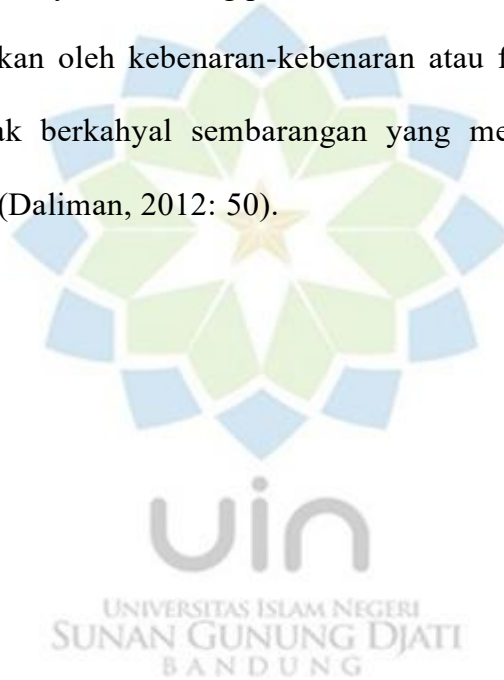 kan oleh kebenaran-kebenaran atau f
ak berkahyal sembarangan yang me
(Daliman, 2012: 50).
uin
UNIVERSITAS ISLAM NEGERI
SUNAN GUNUNG DJATI
BANDUNG